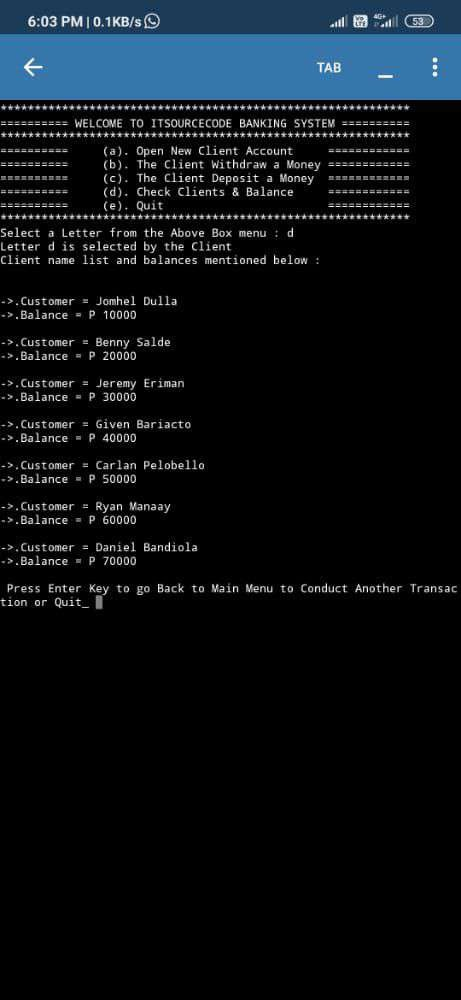 6:03 PM | 0.1KB/s 4G+ 53
TAB
************************************************************
========== WELCOME TO ITSOURCECODE BANKING SYSTEM ==========
************************************************************
==========     (a). Open New Client Account     ============
==========     (b). The Client Withdraw a Money ============
==========     (c). The Client Deposit a Money  ============
==========     (d). Check Clients & Balance     ============
==========     (e). Quit                        ============
************************************************************
Select a Letter from the Above Box menu : d
Letter d is selected by the Client
Client name list and balances mentioned below :
->.Customer = Jomhel Dulla
->.Balance = P 10000
->.Customer = Benny Salde
->.Balance = P 20000
->.Customer = Jeremy Eriman
->.Balance = P 30000
->.Customer = Given Bariacto
->.Balance = P 40000
->.Customer = Carlan Pelobello
->.Balance = P 50000
->.Customer = Ryan Manaay
->.Balance = P 60000
->.Customer = Daniel Bandiola
->.Balance = P 70000
Press Enter Key to go Back to Main Menu to Conduct Another Transac
tion or Quit_